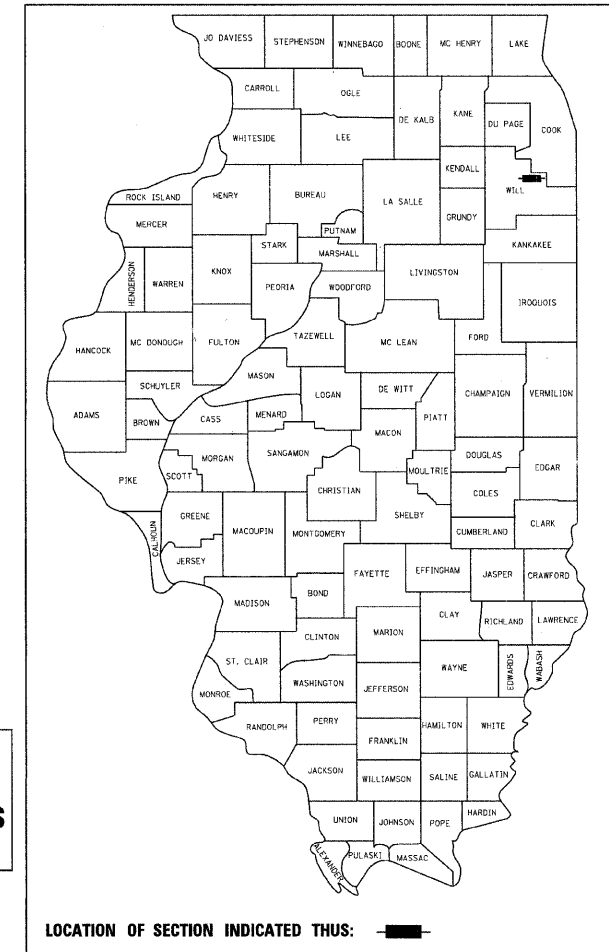 JO DAVIESS STEPHENSON WINNEBAGO BOONE MC HENRY LAKE
CARROLL OGLE DE KALB KANE DU PAGE COOK
WHITESIDE LEE
KENDALL WILL
ROCK ISLAND HENRY BUREAU LA SALLE GRUNDY
MERCER PUTNAM
STARK MARSHALL KANKAKEE
HENDERSON WARREN KNOX PEORIA WOODFORD LIVINGSTON IROQUOIS
HANCOCK MC DONOUGH FULTON TAZEWELL MC LEAN FORD
MASON
SCHUYLER LOGAN DE WITT CHAMPAIGN VERMILION
ADAMS BROWN CASS MENARD MACON PIATT
MORGAN SANGAMON DOUGLAS EDGAR
PIKE SCOTT CHRISTIAN MOULTRIE COLES
GREENE MACOUPIN MONTGOMERY SHELBY CUMBERLAND CLARK
CALHOUN JERSEY
FAYETTE EFFINGHAM JASPER CRAWFORD
MADISON BOND
CLINTON MARION CLAY RICHLAND LAWRENCE
ST. CLAIR WAYNE EDWARDS WABASH
MONROE WASHINGTON JEFFERSON
RANDOLPH PERRY HAMILTON WHITE
FRANKLIN
JACKSON WILLIAMSON SALINE GALLATIN
UNION JOHNSON POPE HARDIN
ALEXANDER PULASKI MASSAC
S
LOCATION OF SECTION INDICATED THUS: